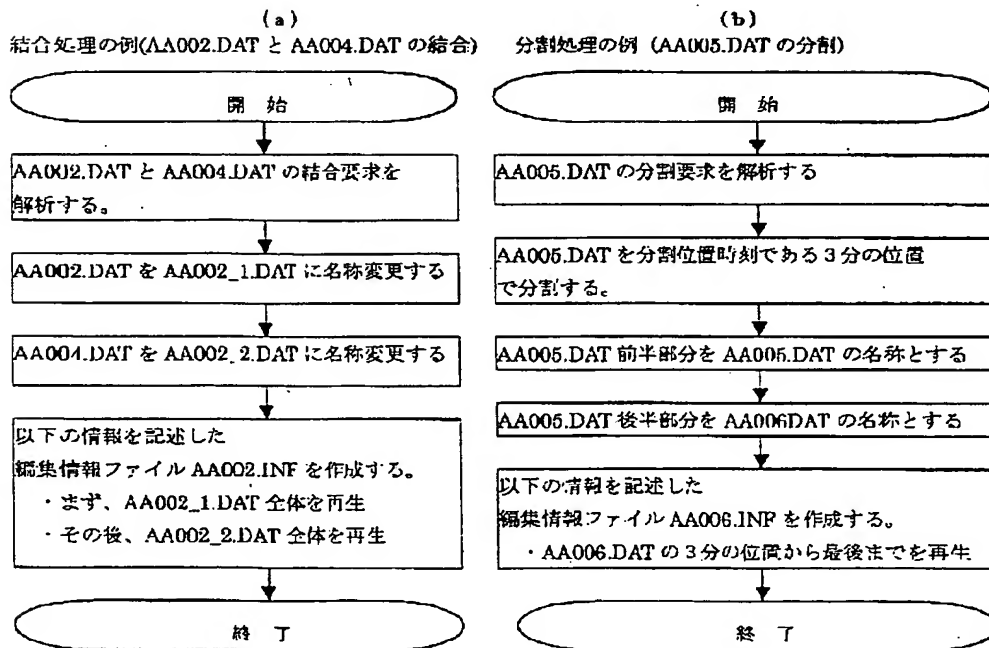 (a)
結合処理の例(AA002.DAT と AA004.DAT の結合)
開 始
AA002.DAT と AA004.DAT の結合要求を
解析する。
AA002.DAT を AA002_1.DAT に名称変更する
AA004.DAT を AA002_2.DAT に名称変更する
以下の情報を記述した
編集情報ファイル AA002.INF を作成する。
・まず、AA002_1.DAT 全体を再生
・その後、AA002_2.DAT 全体を再生
終 了
(b)
分割処理の例 (AA005.DAT の分割)
開 始
AA005.DAT の分割要求を解析する
AA005.DAT を分割位置時刻である3分の位置
で分割する。
AA005.DAT 前半部分を AA005.DAT の名称とする
AA005.DAT 後半部分を AA006DAT の名称とする
以下の情報を記述した
編集情報ファイル AA006.INF を作成する。
・AA006.DAT の3分の位置から最後までを再生
終 了